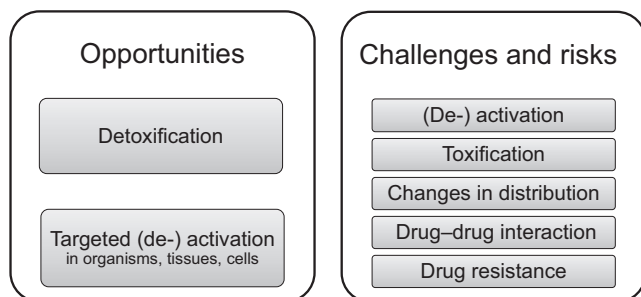 Opportunities
Detoxification
Targeted (de-) activation
in organisms, tissues, cells
Challenges and risks
(De-) activation
Toxification
Changes in distribution
Drug–drug interaction
Drug resistance